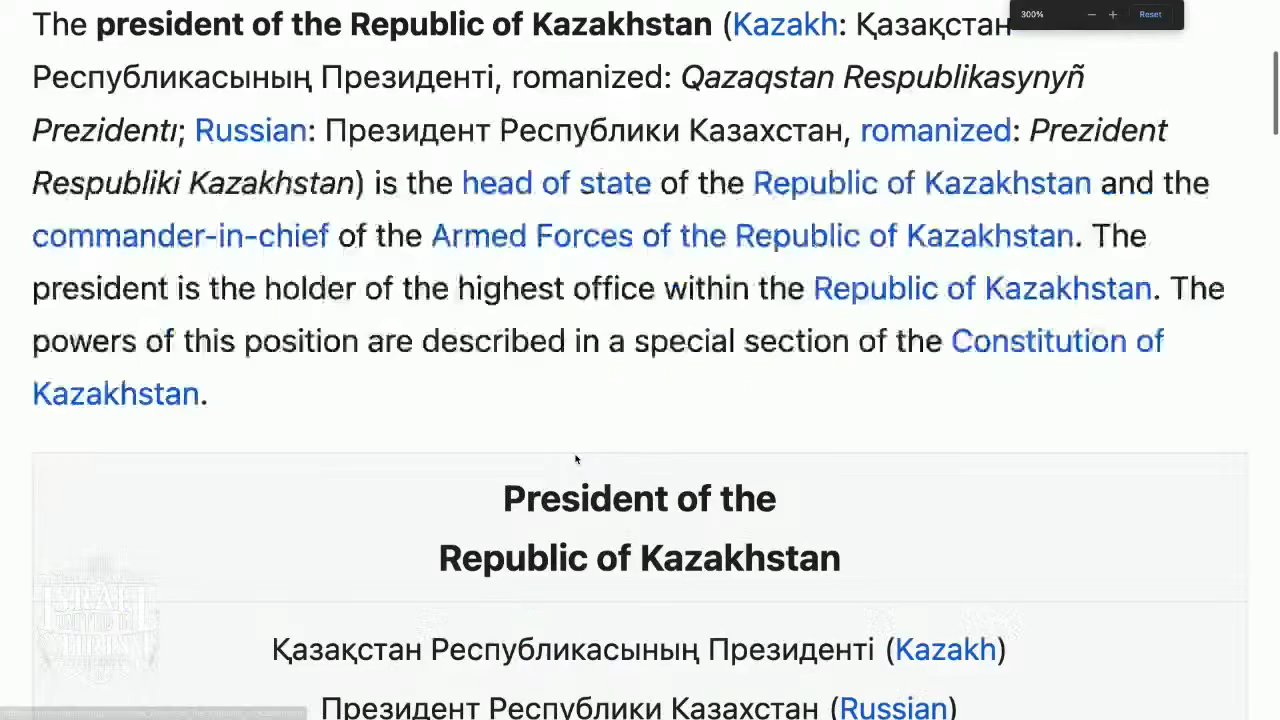 The president of the Republic of Kazakhstan (Kazakh: Қазақстан
300%
Reset
Республикасының Президенті, romanized: Qazaqstan Respublikasynyñ
Prezidentı; Russian: Президент Республики Казахстан, romanized: Prezident
Respubliki Kazakhstan) is the head of state of the Republic of Kazakhstan and the
commander-in-chief of the Armed Forces of the Republic of Kazakhstan. The
president is the holder of the highest office within the Republic of Kazakhstan. The
powers of this position are described in a special section of the Constitution of
Kazakhstan.
President of the
Republic of Kazakhstan
ISRAEL
UNITED IN
CHRIST
Қазақстан Республикасының Президенті (Kazakh)
Президент Республики Казахстан (Russian)